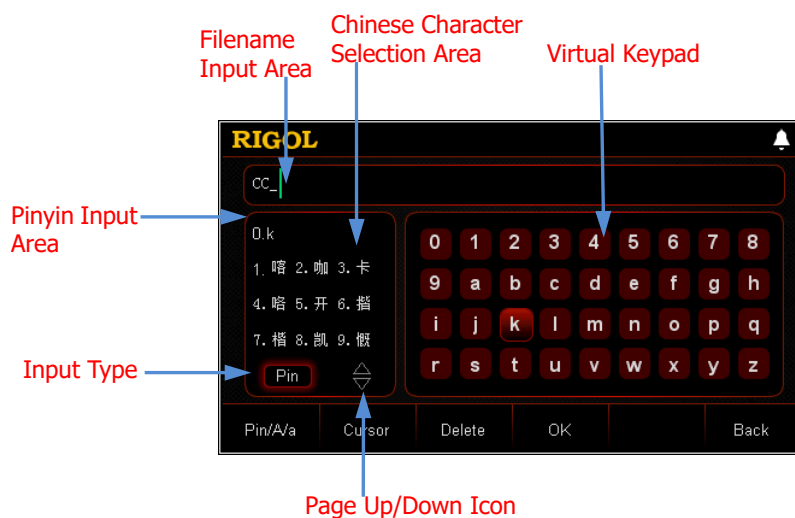 Filename
Input Area
Chinese Character
Selection Area
Virtual Keypad
RIGOL
CC_
Pinyin Input
Area
0.k
1. 喀 2. 咖 3. 卡
4. 咯 5. 开 6. 揩
7. 楷 8. 凯 9. 慨
Input Type
Pin
0 1 2 3 4 5 6 7 8
9 a b c d e f g h
i j k l m n o p q
r s t u v w x y z
Pin/A/a Cursor Delete OK Back
Page Up/Down Icon